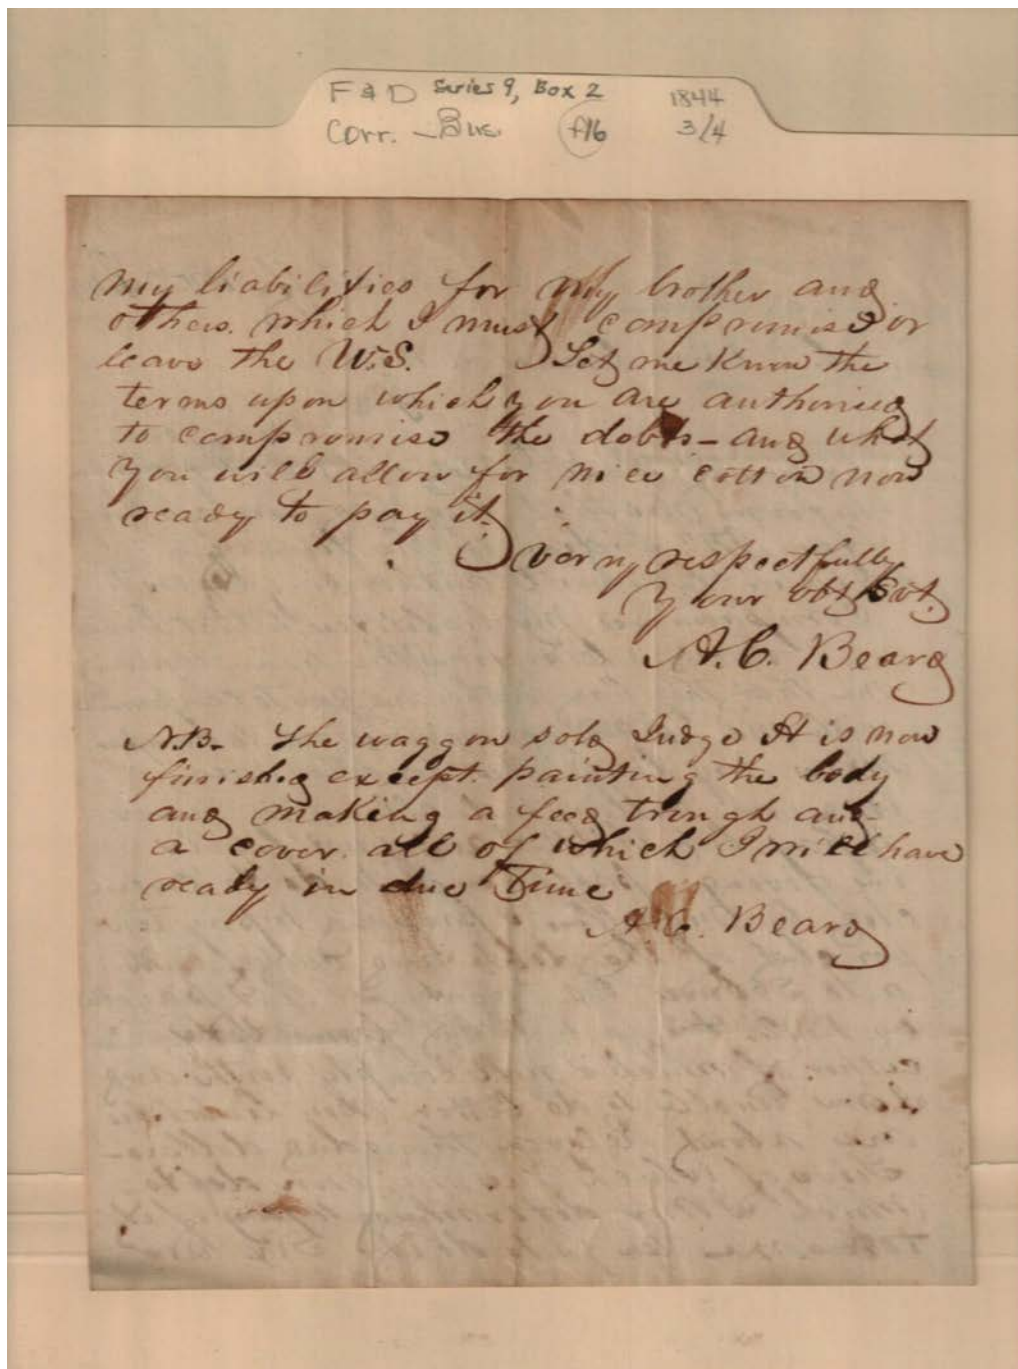 F & D Series 9, Box 2 1844
Corr. - Bus. f16 3/4
my liabilities for my brother and
others. which I must compromise or
leave the U.S. Let me Know the
terms upon which you are authorised
to compromise the debts - and what
you will allow for nice cotton now
ready to pay it.
very respectfully
Your obt Svt.
A. C. Beard
N.B. The waggon sold Judge H is now
finished except painting the body
and making a feed trough and
a cover. all of which I will have
ready in due Time
A. C. Beard